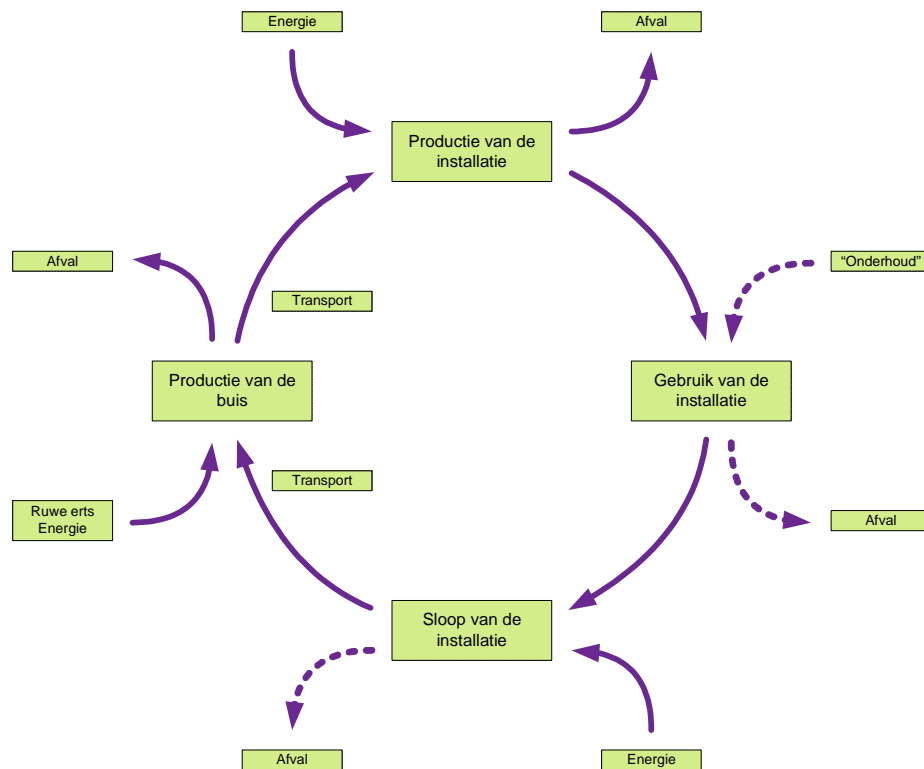 Energie
Afval
Productie van de
installatie
Afval
"Onderhoud"
Transport
Productie van de
buis
Gebruik van de
installatie
Transport
Ruwe erts
Energie
Afval
Sloop van de
installatie
Afval
Energie